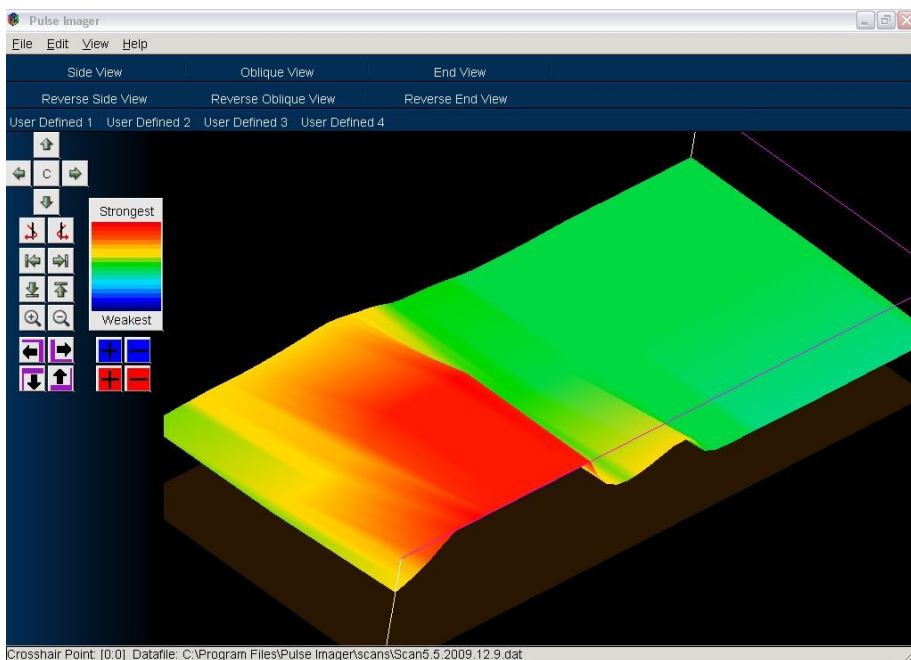 Pulse Imager
File Edit View Help
Side View Oblique View End View
Reverse Side View Reverse Oblique View Reverse End View
User Defined 1 User Defined 2 User Defined 3 User Defined 4
C
Strongest
Weakest
Crosshair Point: [0:0] Datafile: C:\Program Files\Pulse Imager\scans\Scan5.5.2009.12.9.dat